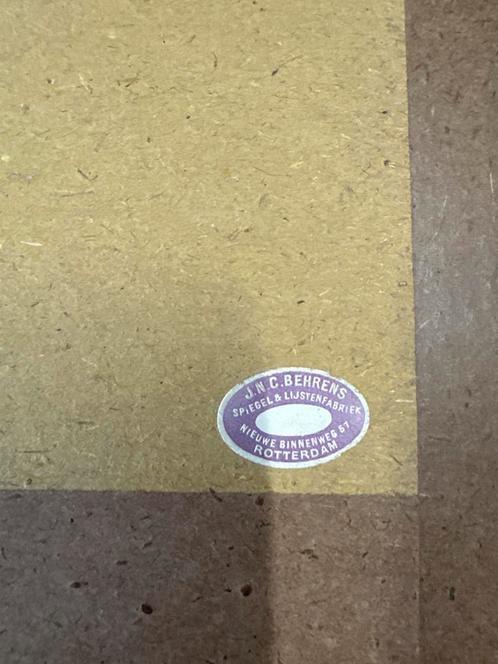 J.N.C. BEHRENS
SPIEGEL & LIJSTENFABRIEK
NIEUWE BINNENWEG 57
ROTTERDAM